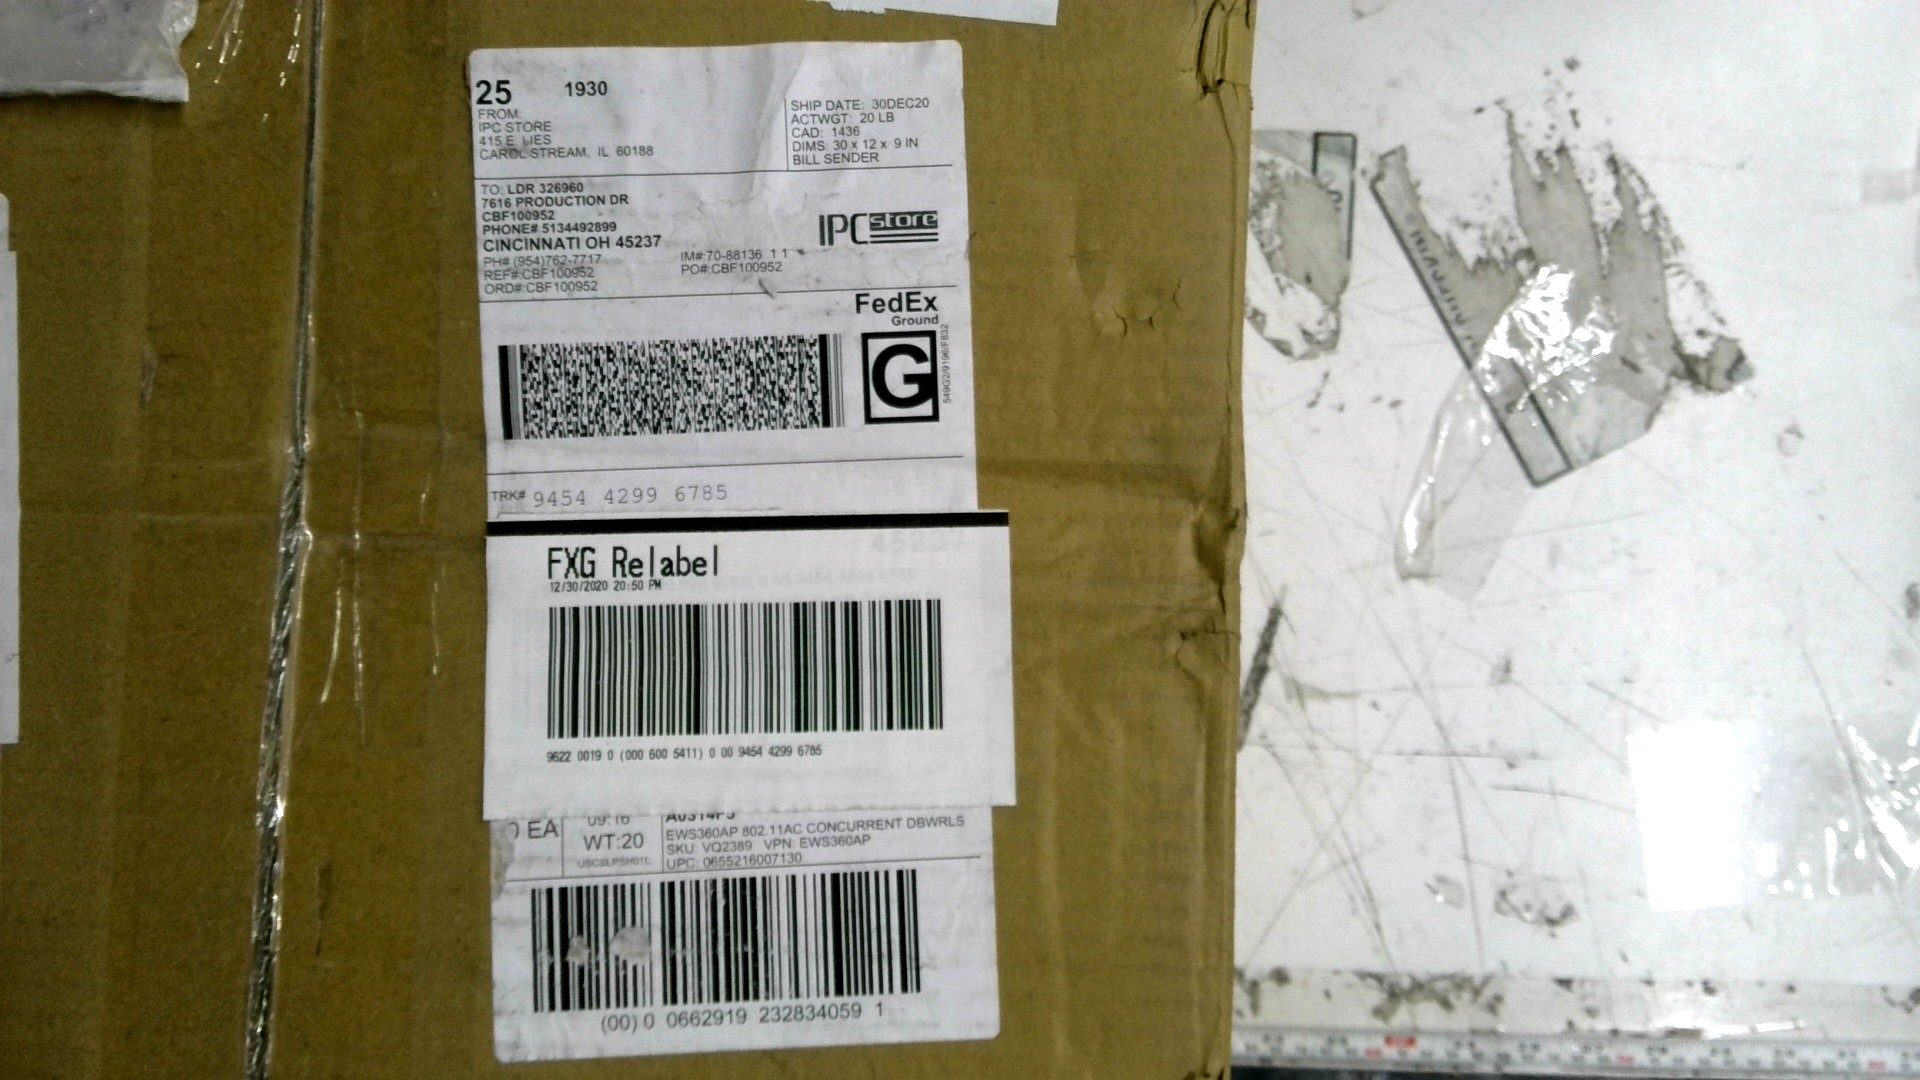 25 1930
FROM:
IPC STORE
415 E. LIES
CAROL STREAM, IL 60188
SHIP DATE: 30DEC20
ACTWGT: 20 LB
CAD: 1436
DIMS: 30 x 12 x 9 IN
BILL SENDER
TO: LDR 326960
7616 PRODUCTION DR
CBF100952
PHONE# 5134492899
CINCINNATI OH 45237
PH# (954)762-7717
REF#:CBF100952
ORD#:CBF100952
IM#:70-88136 1 1
PO#:CBF100952
IPC store
FedEx
Ground
G
TRK# 9454 4299 6785
45237
FXG Relabel
12/30/2020 20:50 PM
9622 0019 0 (000 600 5411) 0 00 9454 4299 6785
EA
09:16
WT:20
USCSLPSH01L
EWS360AP 802.11AC CONCURRENT DBWRLS
SKU: VQ2389 VPN: EWS360AP
UPC: 0655216007130
(00) 0 0662919 232834059 1